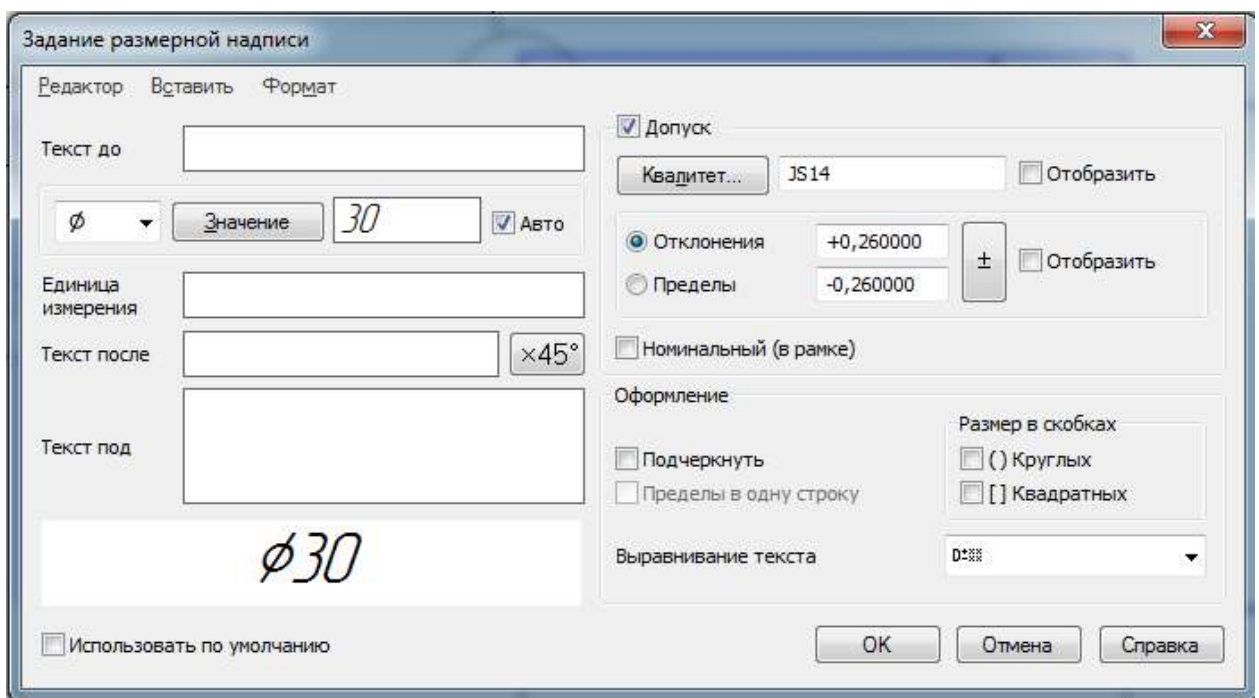 Задание размерной надписи
x
Редактор Вставить Формат
Текст до
ϕ Значение 30 Авто
Единица
измерения
Текст после ×45°
Текст под
ϕ30
Использовать по умолчанию
Допуск
Квалитет... JS14 Отобразить
Отклонения +0,260000 ± Отобразить
Пределы -0,260000
Номинальный (в рамке)
Оформление
Подчеркнуть
Пределы в одну строку
Размер в скобках
( ) Круглых
[ ] Квадратных
Выравнивание текста
OK Отмена Справка